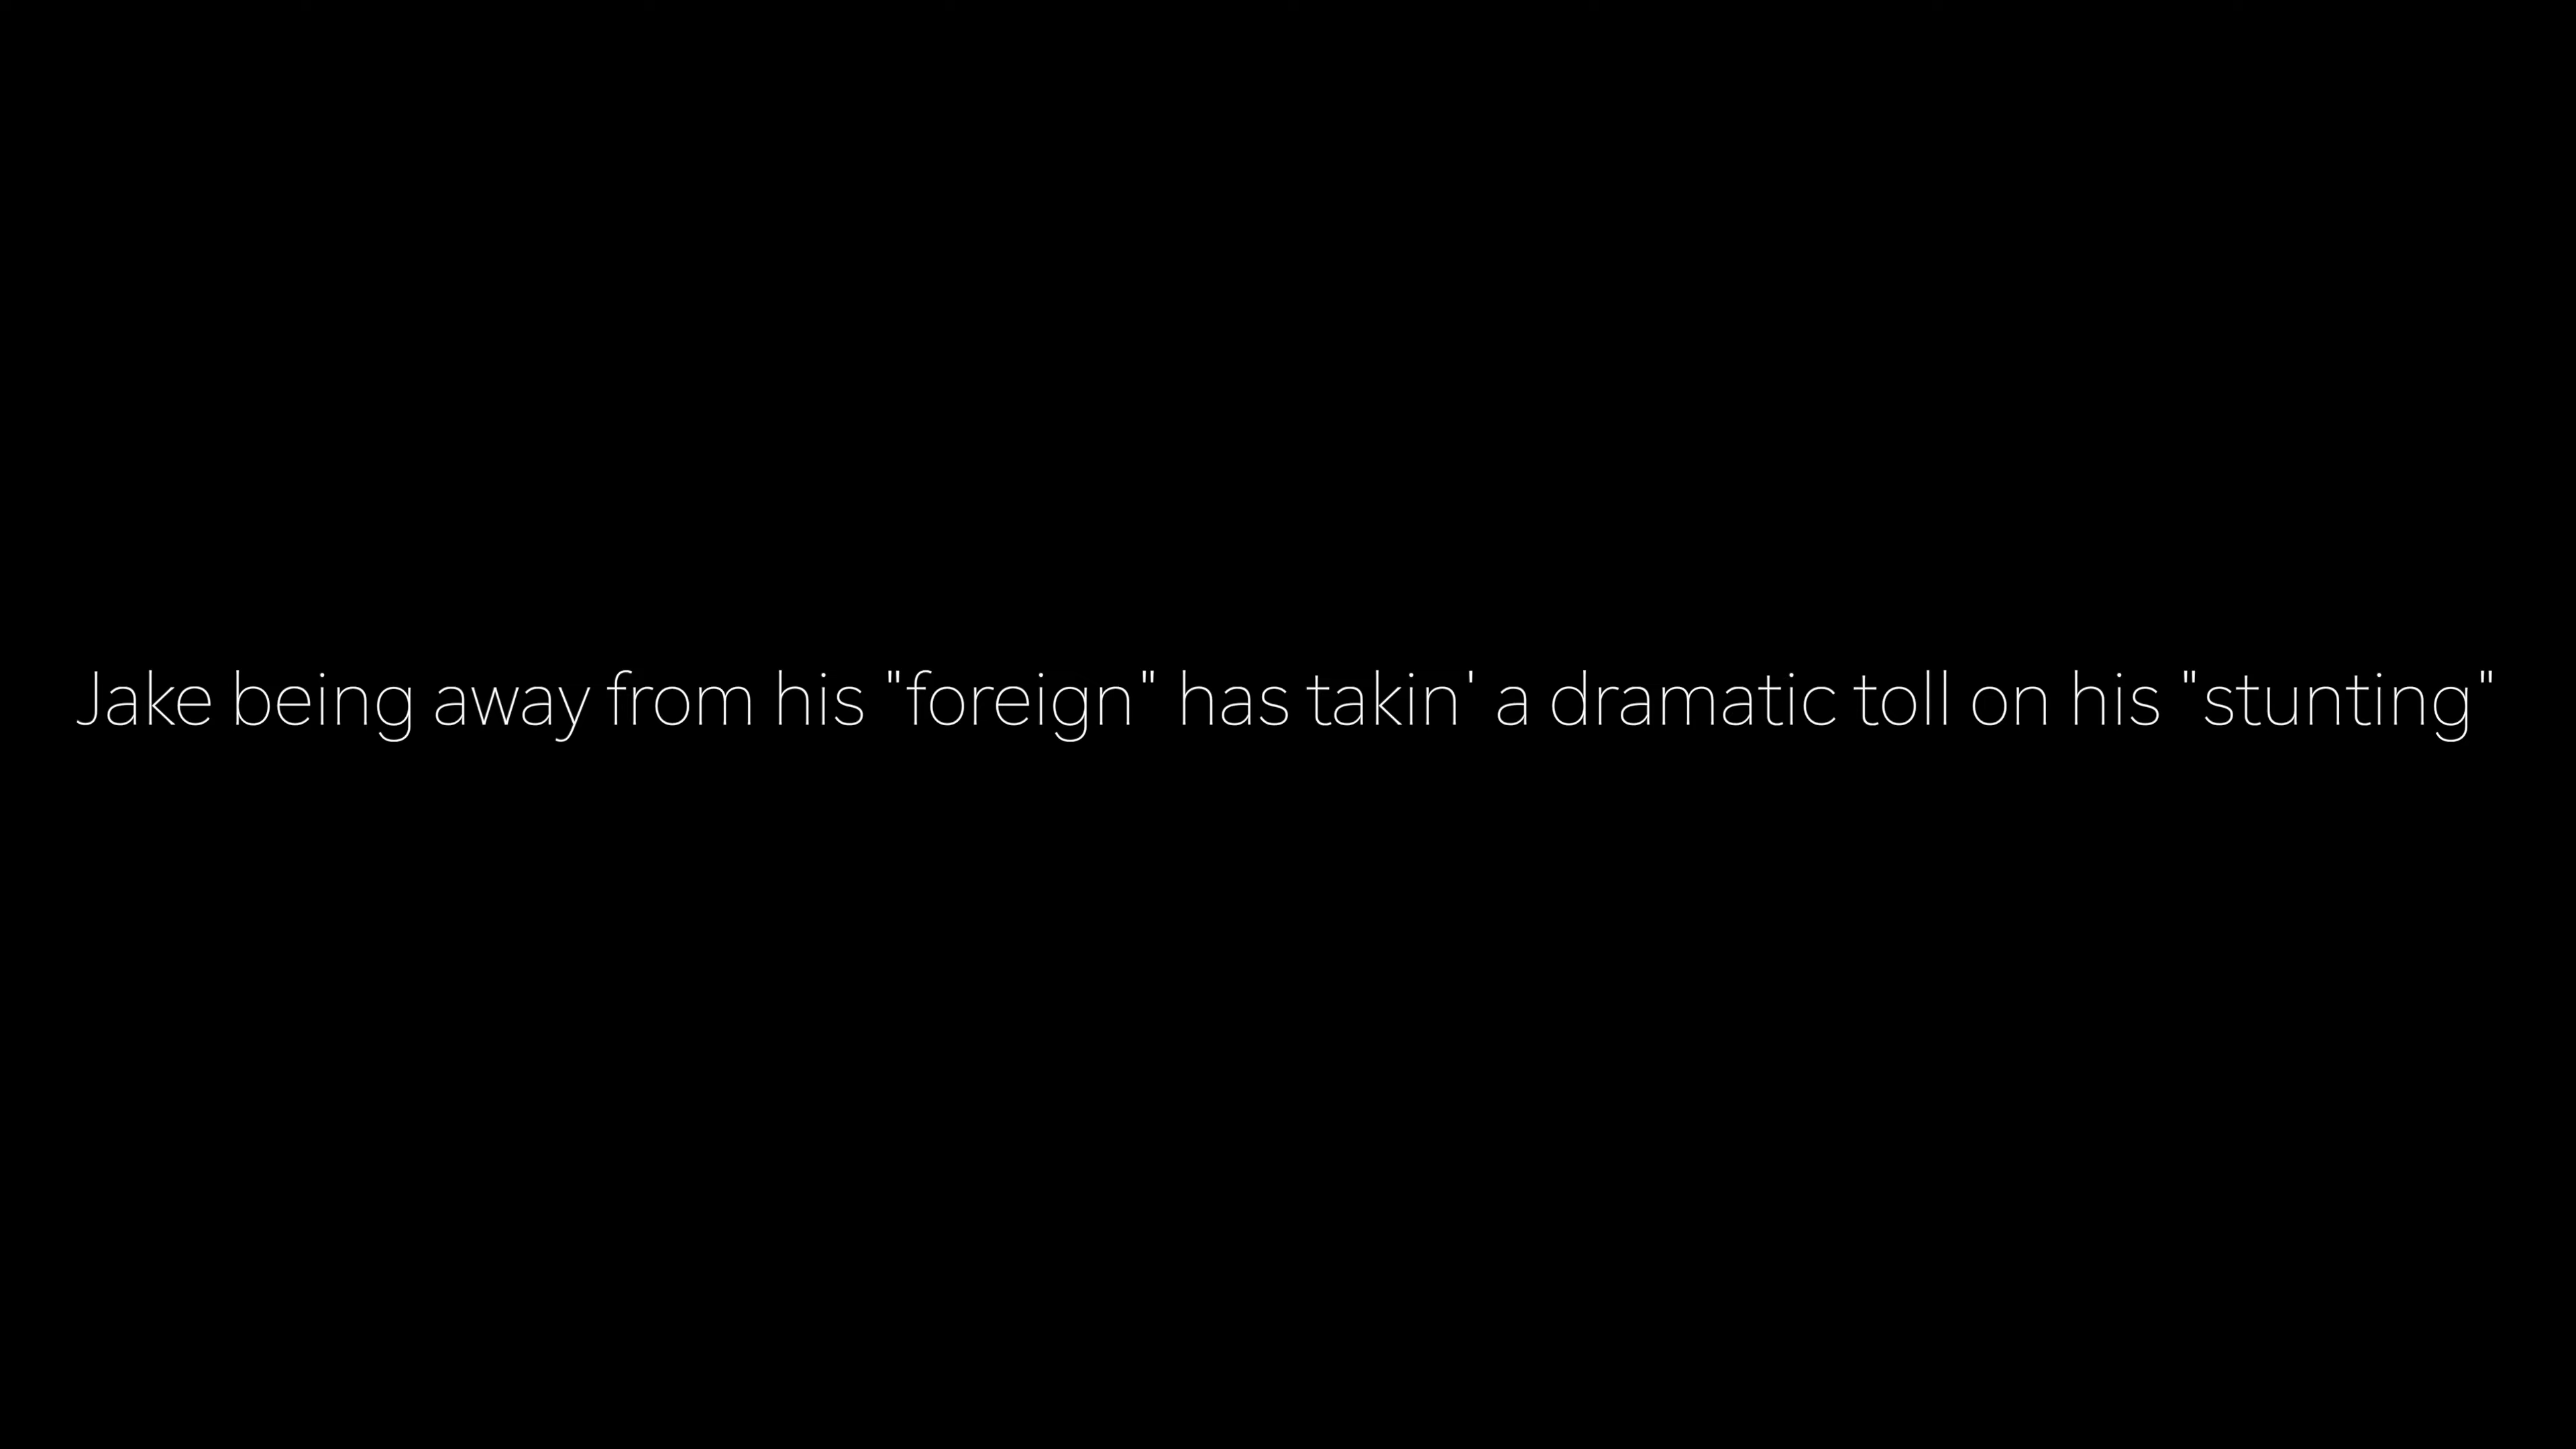 Jake being away from his "foreign" has takin' a dramatic toll on his "stunting"